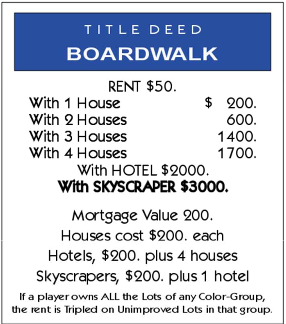 TITLE DEED
BOARDWALK
RENT $50.
With 1 House $ 200.
With 2 Houses 600.
With 3 Houses 1400.
With 4 Houses 1700.
With HOTEL $2000.
With SKYSCRAPER $3000.
Mortgage Value 200.
Houses cost $200. each
Hotels, $200. plus 4 houses
Skyscrapers, $200. plus 1 hotel
If a player owns ALL the Lots of any Color-Group,
the rent is Tripled on Unimproved Lots in that group.